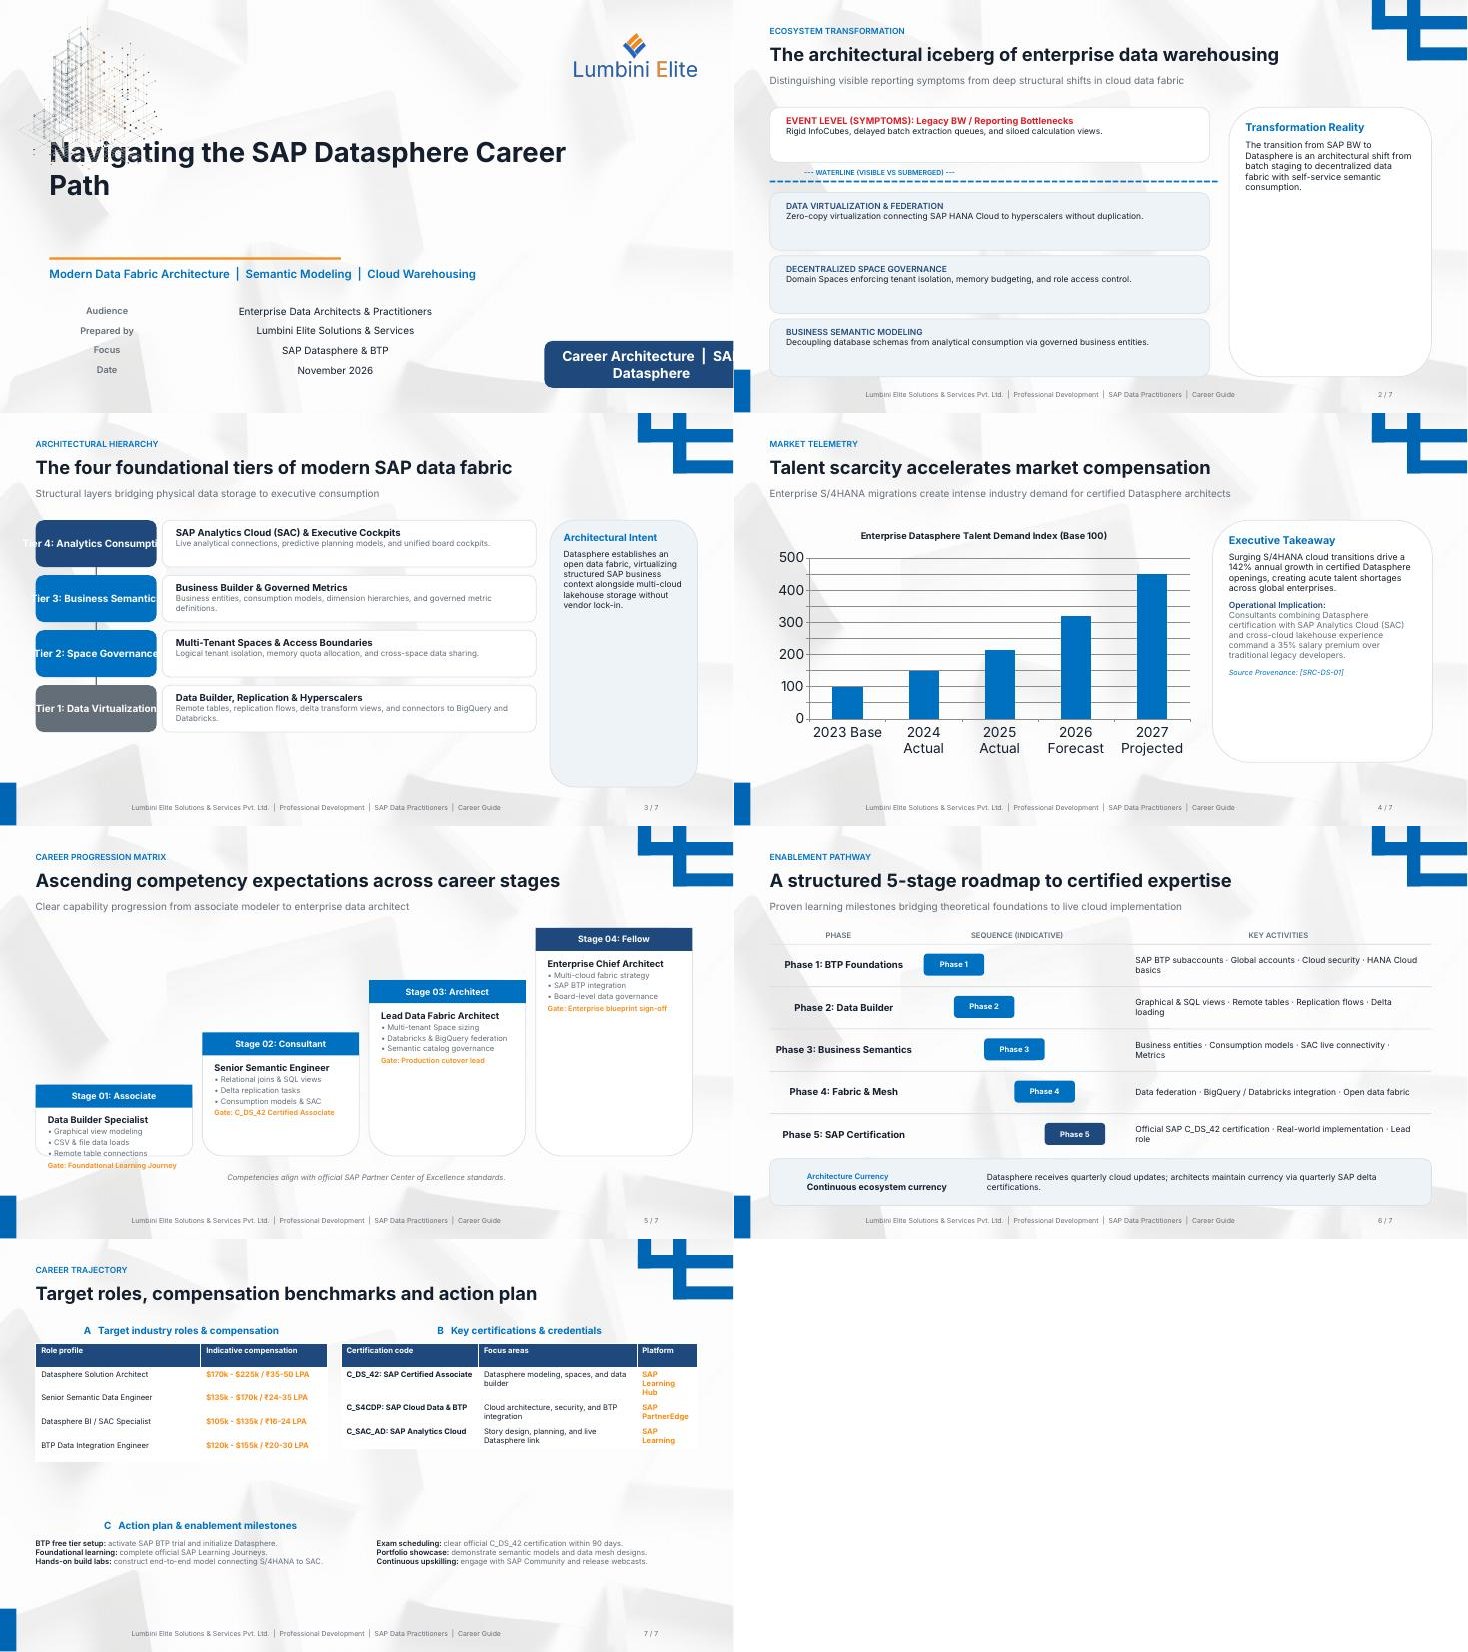 Lumbini Elite
Navigating the SAP Datasphere Career
Path
Modern Data Fabric Architecture | Semantic Modeling | Cloud Warehousing
Audience Enterprise Data Architects & Practitioners
Prepared by Lumbini Elite Solutions & Services
Focus SAP Datasphere & BTP
Date November 2026
Career Architecture | SA
Datasphere
ECOSYSTEM TRANSFORMATION
The architectural iceberg of enterprise data warehousing
Distinguishing visible reporting symptoms from deep structural shifts in cloud data fabric
EVENT LEVEL (SYMPTOMS): Legacy BW / Reporting Bottlenecks
Rigid InfoCubes, delayed batch extraction queues, and siloed calculation views.
--- WATERLINE (VISIBLE VS SUBMERGED) ---
DATA VIRTUALIZATION & FEDERATION
Zero-copy virtualization connecting SAP HANA Cloud to hyperscalers without duplication.
DECENTRALIZED SPACE GOVERNANCE
Domain Spaces enforcing tenant isolation, memory budgeting, and role access control.
BUSINESS SEMANTIC MODELING
Decoupling database schemas from analytical consumption via governed business entities.
Transformation Reality
The transition from SAP BW to
Datasphere is an architectural shift from
batch staging to decentralized data
fabric with self-service semantic
consumption.
Lumbini Elite Solutions & Services Pvt. Ltd. | Professional Development | SAP Data Practitioners | Career Guide 2 / 7
ARCHITECTURAL HIERARCHY
The four foundational tiers of modern SAP data fabric
Structural layers bridging physical data storage to executive consumption
er 4: Analytics Consumpti
SAP Analytics Cloud (SAC) & Executive Cockpits
Live analytical connections, predictive planning models, and unified board cockpits.
ier 3: Business Semantic
Business Builder & Governed Metrics
Business entities, consumption models, dimension hierarchies, and governed metric
definitions.
Tier 2: Space Governance
Multi-Tenant Spaces & Access Boundaries
Logical tenant isolation, memory quota allocation, and cross-space data sharing.
Tier 1: Data Virtualization
Data Builder, Replication & Hyperscalers
Remote tables, replication flows, delta transform views, and connectors to BigQuery and
Databricks.
Architectural Intent
Datasphere establishes an
open data fabric, virtualizing
structured SAP business
context alongside multi-cloud
lakehouse storage without
vendor lock-in.
Lumbini Elite Solutions & Services Pvt. Ltd. | Professional Development | SAP Data Practitioners | Career Guide 3 / 7
MARKET TELEMETRY
Talent scarcity accelerates market compensation
Enterprise S/4HANA migrations create intense industry demand for certified Datasphere architects
Enterprise Datasphere Talent Demand Index (Base 100)
500
400
300
200
100
0
2023 Base 2024 2025 2026 2027
Actual Actual Forecast Projected
Executive Takeaway
Surging S/4HANA cloud transitions drive a
142% annual growth in certified Datasphere
openings, creating acute talent shortages
across global enterprises.
Operational Implication:
Consultants combining Datasphere
certification with SAP Analytics Cloud (SAC)
and cross-cloud lakehouse experience
command a 35% salary premium over
traditional legacy developers.
Source Provenance: [SRC-DS-01]
Lumbini Elite Solutions & Services Pvt. Ltd. | Professional Development | SAP Data Practitioners | Career Guide 4 / 7
CAREER PROGRESSION MATRIX
Ascending competency expectations across career stages
Clear capability progression from associate modeler to enterprise data architect
Stage 01: Associate
Data Builder Specialist
• Graphical view modeling
• CSV & file data loads
• Remote table connections
Gate: Foundational Learning Journey
Stage 02: Consultant
Senior Semantic Engineer
• Relational joins & SQL views
• Delta replication tasks
• Consumption models & SAC
Gate: C_DS_42 Certified Associate
Stage 03: Architect
Lead Data Fabric Architect
• Multi-tenant Space sizing
• Databricks & BigQuery federation
• Semantic catalog governance
Gate: Production cutover lead
Stage 04: Fellow
Enterprise Chief Architect
• Multi-cloud fabric strategy
• SAP BTP integration
• Board-level data governance
Gate: Enterprise blueprint sign-off
Competencies align with official SAP Partner Center of Excellence standards.
Lumbini Elite Solutions & Services Pvt. Ltd. | Professional Development | SAP Data Practitioners | Career Guide 5 / 7
ENABLEMENT PATHWAY
A structured 5-stage roadmap to certified expertise
Proven learning milestones bridging theoretical foundations to live cloud implementation
PHASE SEQUENCE (INDICATIVE) KEY ACTIVITIES
Phase 1: BTP Foundations Phase 1 SAP BTP subaccounts · Global accounts · Cloud security · HANA Cloud
basics
Phase 2: Data Builder Phase 2 Graphical & SQL views · Remote tables · Replication flows · Delta
loading
Phase 3: Business Semantics Phase 3 Business entities · Consumption models · SAC live connectivity ·
Metrics
Phase 4: Fabric & Mesh Phase 4 Data federation · BigQuery / Databricks integration · Open data fabric
Phase 5: SAP Certification Phase 5 Official SAP C_DS_42 certification · Real-world implementation · Lead
role
Architecture Currency
Continuous ecosystem currency
Datasphere receives quarterly cloud updates; architects maintain currency via quarterly SAP delta
certifications.
Lumbini Elite Solutions & Services Pvt. Ltd. | Professional Development | SAP Data Practitioners | Career Guide 6 / 7
CAREER TRAJECTORY
Target roles, compensation benchmarks and action plan
A Target industry roles & compensation
Role profile Indicative compensation
Datasphere Solution Architect $170k - $225k / ₹35-50 LPA
Senior Semantic Data Engineer $135k - $170k / ₹24-35 LPA
Datasphere BI / SAC Specialist $105k - $135k / ₹16-24 LPA
BTP Data Integration Engineer $120k - $155k / ₹20-30 LPA
B Key certifications & credentials
Certification code Focus areas Platform
C_DS_42: SAP Certified Associate Datasphere modeling, spaces, and data SAP
builder Learning
Hub
C_S4CDP: SAP Cloud Data & BTP Cloud architecture, security, and BTP SAP
integration PartnerEdge
C_SAC_AD: SAP Analytics Cloud Story design, planning, and live SAP
Datasphere link Learning
C Action plan & enablement milestones
BTP free tier setup: activate SAP BTP trial and initialize Datasphere.
Foundational learning: complete official SAP Learning Journeys.
Hands-on build labs: construct end-to-end model connecting S/4HANA to SAC.
Exam scheduling: clear official C_DS_42 certification within 90 days.
Portfolio showcase: demonstrate semantic models and data mesh designs.
Continuous upskilling: engage with SAP Community and release webcasts.
Lumbini Elite Solutions & Services Pvt. Ltd. | Professional Development | SAP Data Practitioners | Career Guide 7 / 7